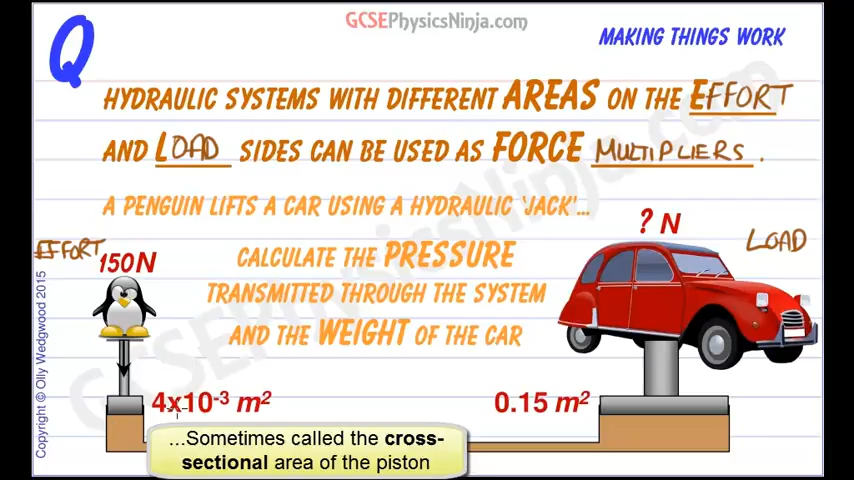 GCSEPhysicsNinja.com
Q
MAKING THINGS WORK
HYDRAULIC SYSTEMS WITH DIFFERENT AREAS ON THE EFFORT
AND LOAD SIDES CAN BE USED AS FORCE MULTIPLIERS.
A PENGUIN LIFTS A CAR USING A HYDRAULIC 'JACK'...
? N
LOAD
EFFORT
150N
CALCULATE THE PRESSURE
TRANSMITTED THROUGH THE SYSTEM
AND THE WEIGHT OF THE CAR
4x10⁻³ m²
0.15 m²
...Sometimes called the cross-
sectional area of the piston
Copyright © Olly Wedgwood 2015
GCSEPhysicsNinja.com